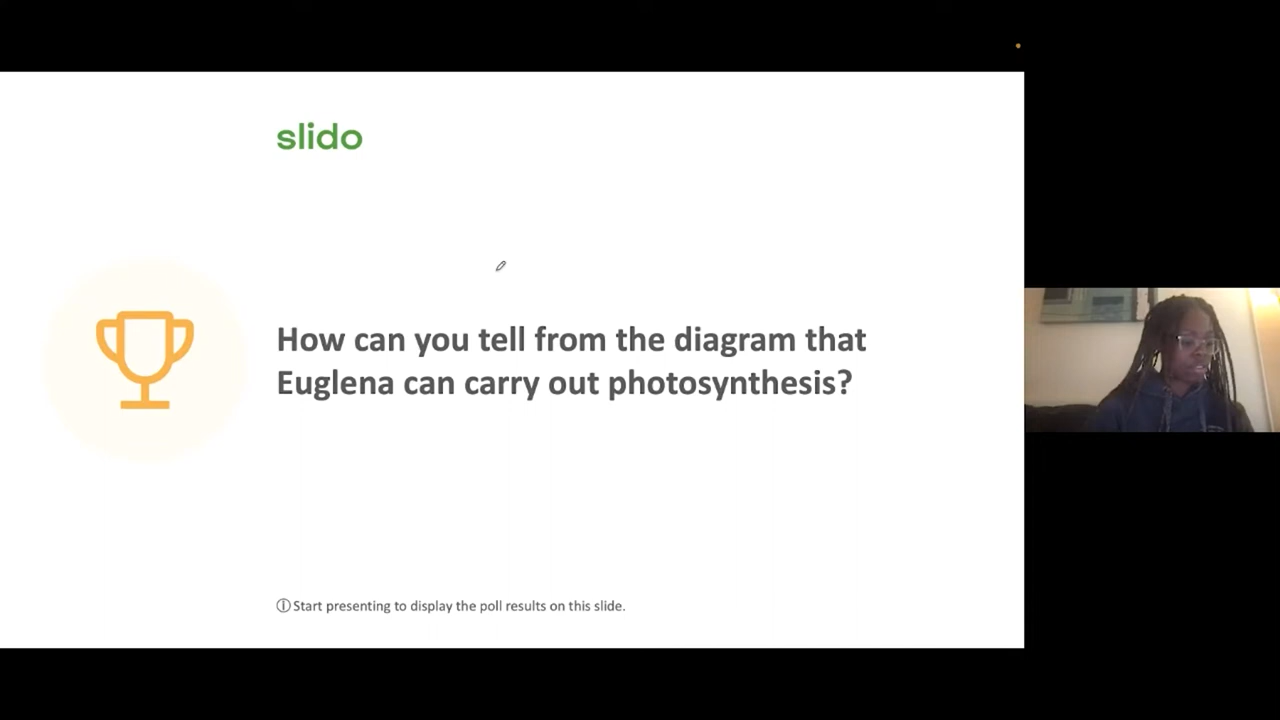 slido
How can you tell from the diagram that
Euglena can carry out photosynthesis?
ⓘ Start presenting to display the poll results on this slide.